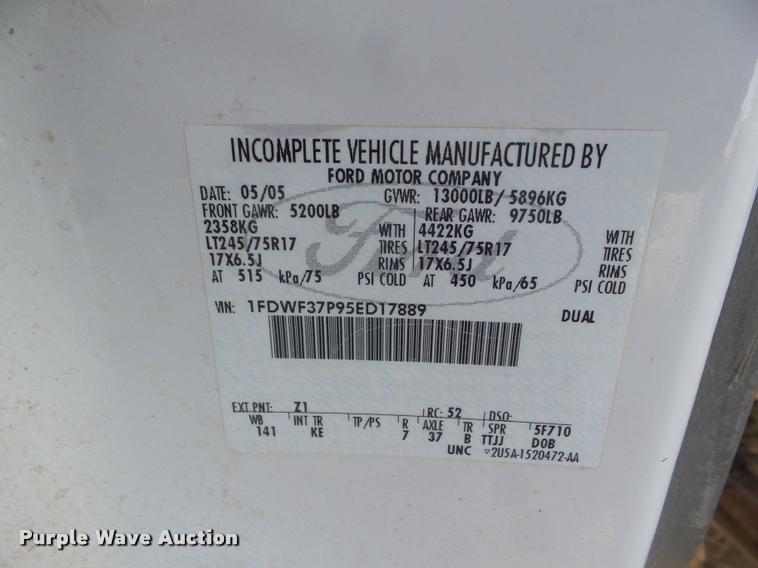 INCOMPLETE VEHICLE MANUFACTURED BY
FORD MOTOR COMPANY
DATE: 05/05 GVWR: 13000LB/ 5896KG
FRONT GAWR: 5200LB REAR GAWR: 9750LB
2358KG WITH 4422KG WITH
LT245/75R17 TIRES LT245/75R17 TIRES
17X6.5J RIMS 17X6.5J RIMS
AT 515 kPa/75 PSI COLD AT 450 kPa/65 PSI COLD
VIN: 1FDWF37P95ED17889 DUAL
Ford
EXT PNT: Z1 RC: 52 DSO:
WB INT TR TP/PS R AXLE TR SPR 5F710
141 KE 7 37 B TTJJ D0B
UNC 2U5A-1520472-AA
Purple Wave Auction